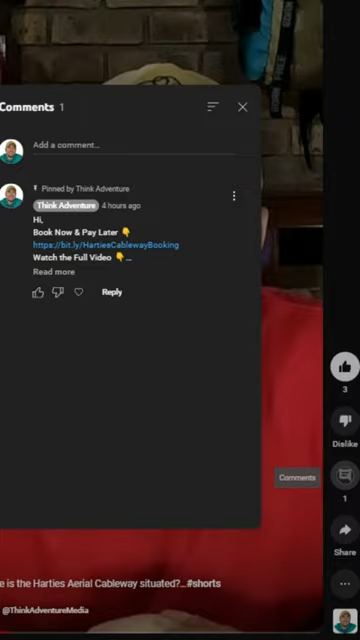 Comments 1
Add a comment...
Pinned by Think Adventure
Think Adventure 4 hours ago
Hi,
Book Now & Pay Later 👇
https://bit.ly/HartiesCablewayBooking
Watch the Full Video 👇...
Read more
Reply
3
Dislike
Comments
1
Share
e is the Harties Aerial Cableway situated?...#shorts
@ThinkAdventureMedia